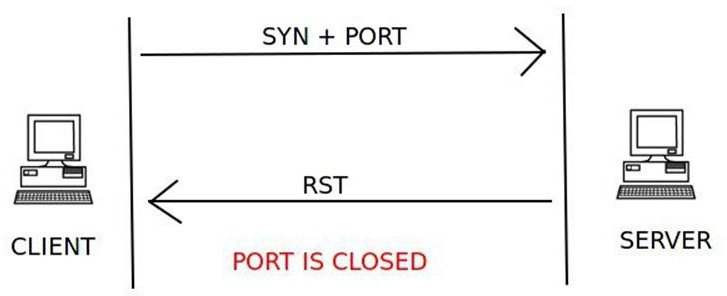 SYN + PORT
RST
CLIENT
SERVER
PORT IS CLOSED